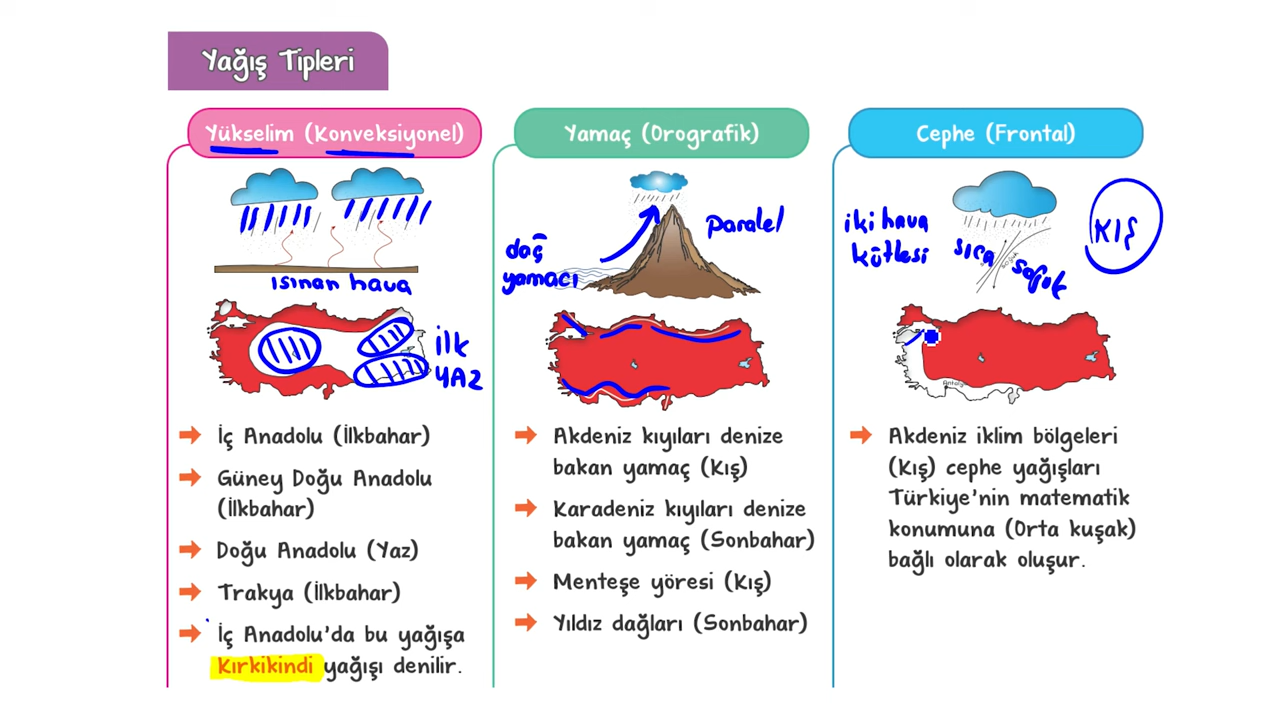 Yağış Tipleri
Yükselim (Konveksiyonel)
ısınan hava
İlk
YAZ
İç Anadolu (İlkbahar)
Güney Doğu Anadolu
(İlkbahar)
Doğu Anadolu (Yaz)
Trakya (İlkbahar)
İç Anadolu'da bu yağışa
Kırkikindi yağışı denilir.
Yamaç (Orografik)
paralel
dağ
yamacı
Akdeniz kıyıları denize
bakan yamaç (Kış)
Karadeniz kıyıları denize
bakan yamaç (Sonbahar)
Menteşe yöresi (Kış)
Yıldız dağları (Sonbahar)
Cephe (Frontal)
iki hava
kütlesi
sıca
soğuk
KIŞ
Akdeniz iklim bölgeleri
(Kış) cephe yağışları
Türkiye'nin matematik
konumuna (Orta kuşak)
bağlı olarak oluşur.